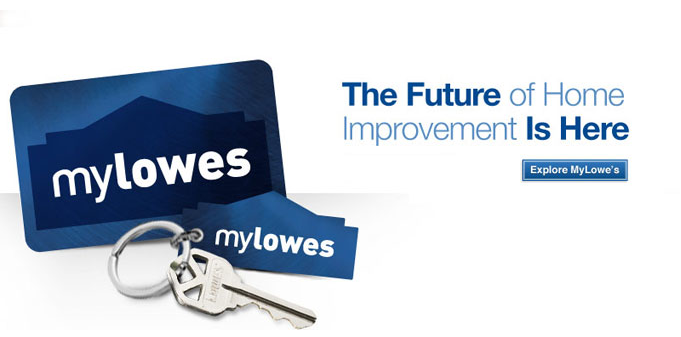 The Future of Home
Improvement Is Here
Explore MyLowe's
mylowes
mylowes